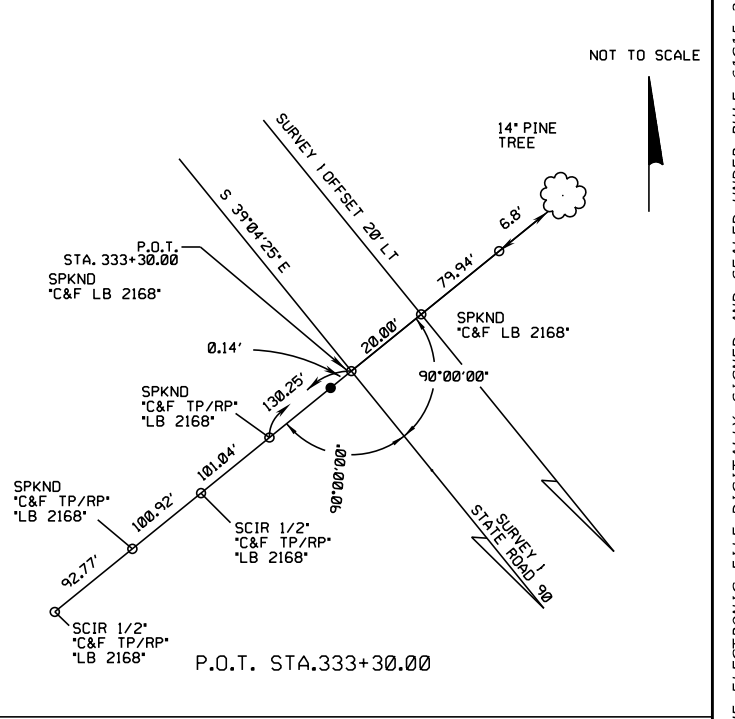 NOT TO SCALE
14" PINE
TREE
SURVEY 1 OFFSET 20' LT
S 39°04'25" E
6.8'
79.94'
P.O.T.
STA. 333+30.00
SPKND
"C&F LB 2168"
SPKND
"C&F LB 2168"
20.00'
0.14'
90°00'00"
130.25'
SPKND
"C&F TP/RP"
"LB 2168"
90°00'00"
101.04'
SPKND
"C&F TP/RP"
"LB 2168"
100.92'
SCIR 1/2"
"C&F TP/RP"
"LB 2168"
SURVEY 1
STATE ROAD 90
92.77'
SCIR 1/2"
"C&F TP/RP"
"LB 2168"
P.O.T. STA.333+30.00